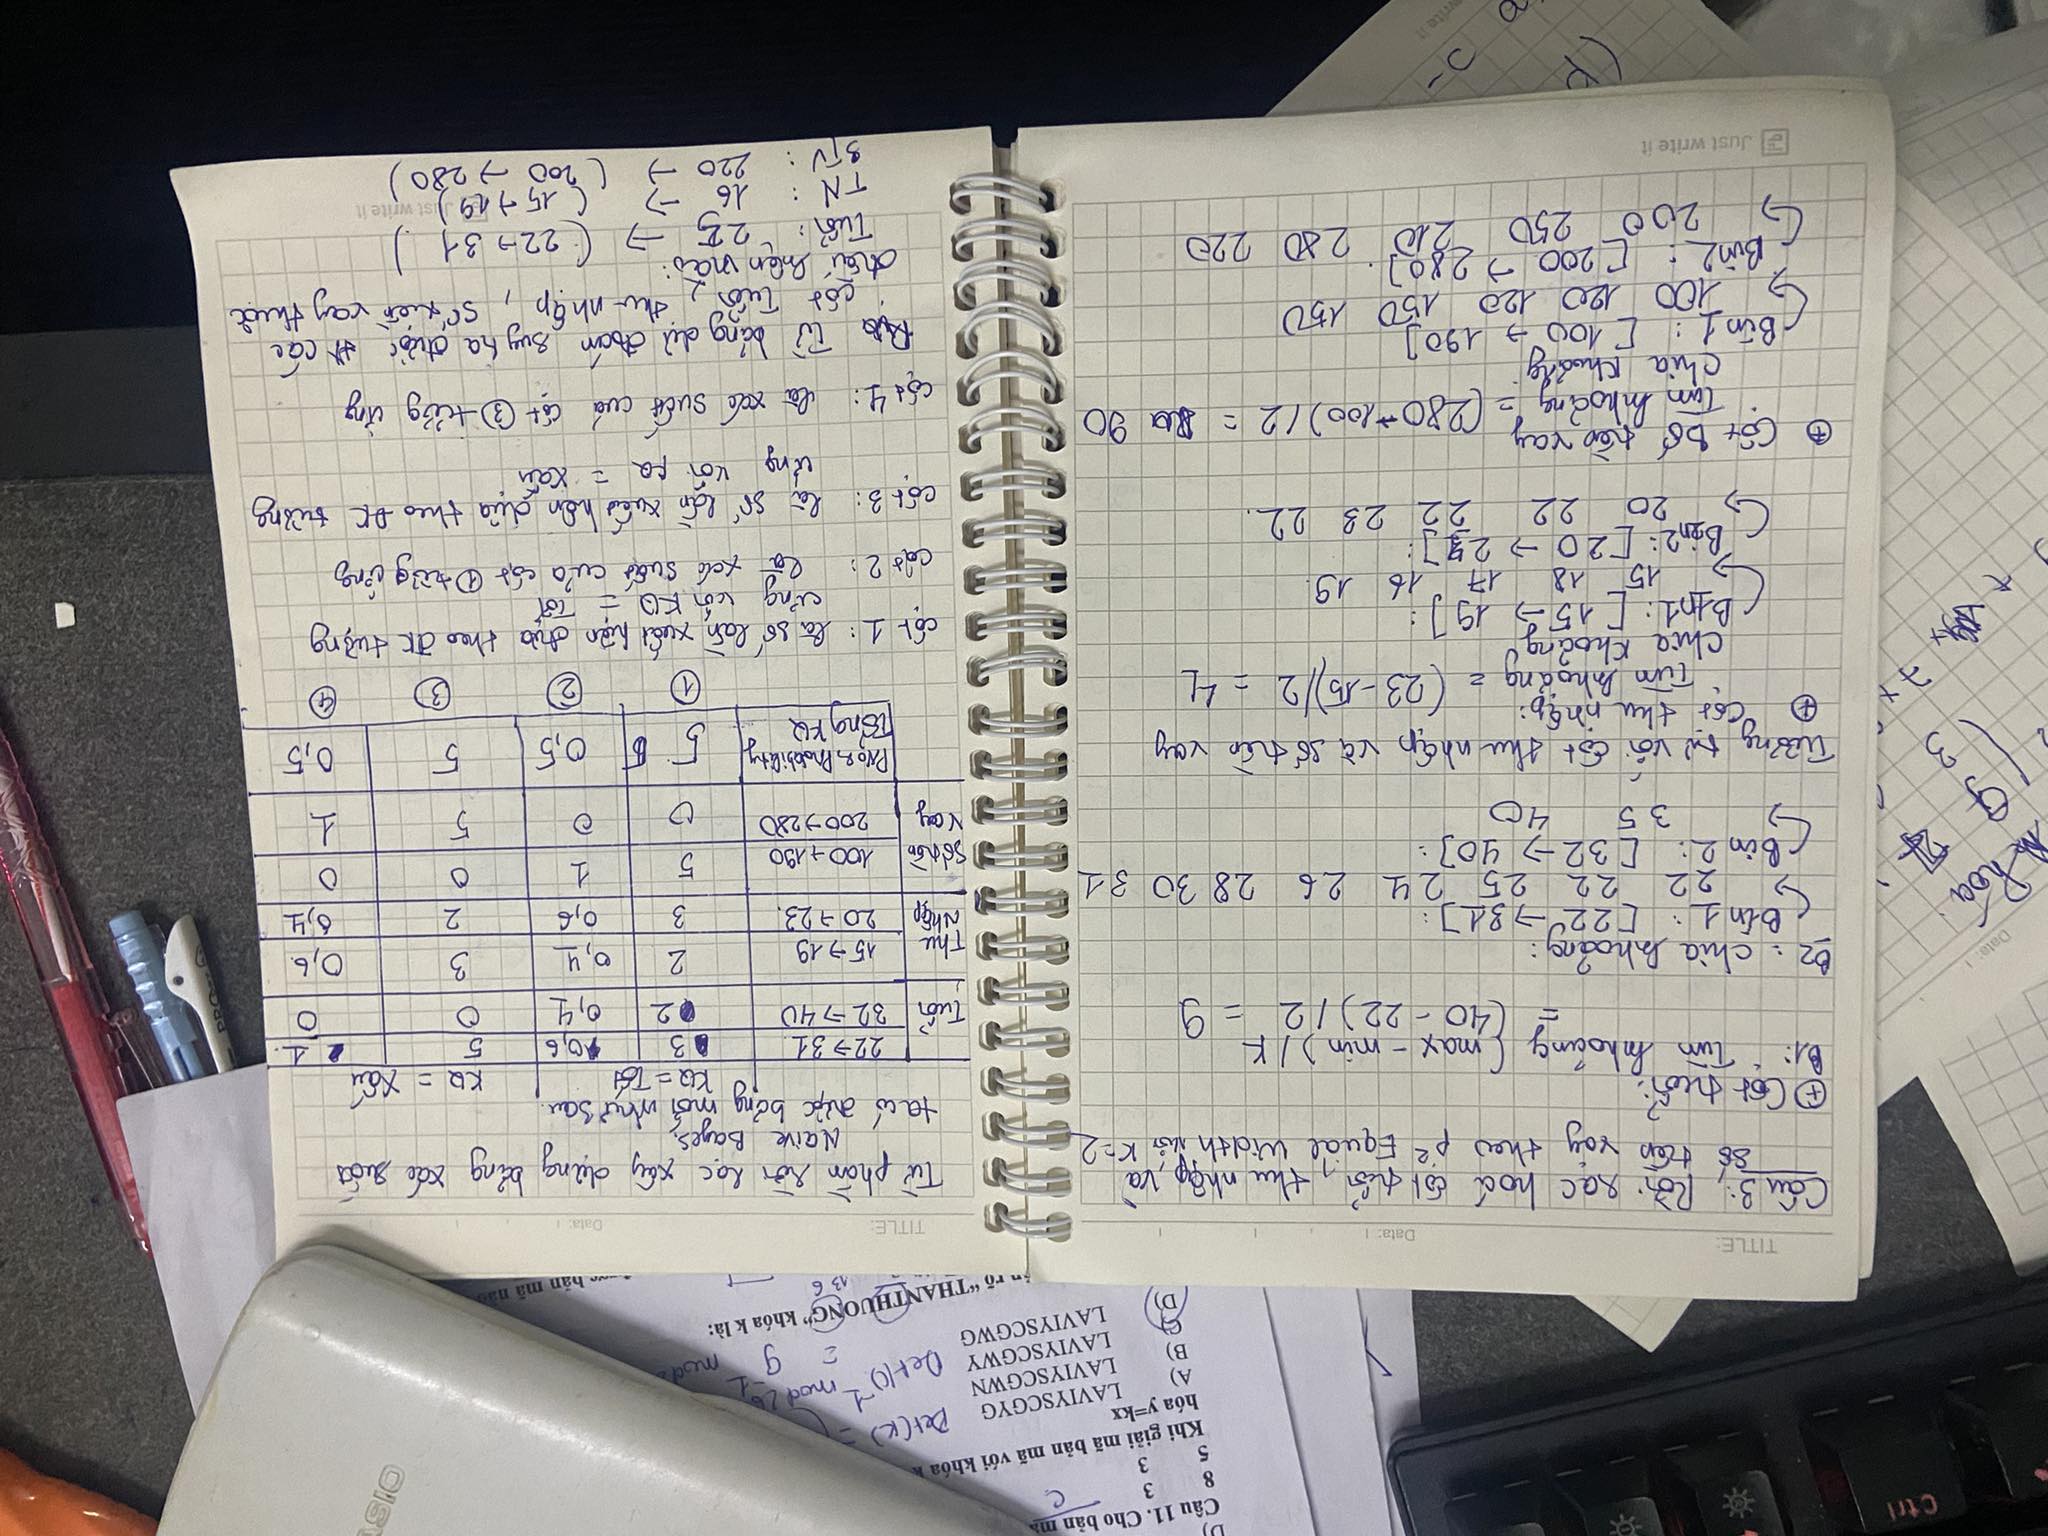 Ctrl
D)
Câu 11. Cho bản mã
C
8 3
5 3
Khi giải mã bản mã với khóa k
hóa y=kx
A) LAVIYSCGYG
B) LAVIYSCGWN
C) LAVIYSCGWY
D) LAVIYSCGWG
Det(K) =
Det()⁻¹ mod 26
= 9⁻¹ mod
rõ "THANTHUONG" khóa k là:
13 6
được bản mã
CASIO
TITLE:
Data:
Câu 3: Rời rạc hoá cột tuổi, thu nhập, và
số tiền vay theo p² Equal Width với K=2
+ Cột tuổi:
B1: Tìm khoảng (max - min) / K
= (40 - 22) / 2 = 9
B2: chia khoảng:
Bin 1: [22 → 31]:
22 22 25 24 26 28 30 31
Bin 2: [32 → 40]:
35 40
Tương tự với cột thu nhập và số tiền vay
+ Cột thu nhập:
Tìm khoảng = (23 - 15)/2 = 4
Chia Khoảng
Bin1: [15 → 19]:
15 18 17 16 19.
Bin2: [20 → 23]:
20 22 22 23 22.
+ Cột Số tiền vay
Tìm khoảng = (280 - 100) / 2 = 90
Chia Khoảng
Bin 1: [100 → 190]
100 120 120 150 150
Bin2: [200 → 280].
200 250 210 280 220
Just write it
TITLE:
Data:
Từ phần rời rạc xây dựng bảng xác suất
Naive Bayes.
ta có được bảng mới như sau.
KQ = Tốt KQ = Xấu
Tuổi 22→31 3 0,6 5 1.
32→40 2 0,4 0 0
Thu Nhập 15→19 2 0,4 3 0,6.
20→23. 3 0,6 2 0,4
Số tiền vay 100→190 5 1 0 0
200→280 0 0 5 1
Prior Probability Tổng KQ 5 0,5 5 0,5
① ② ③ ④
cột 1: là số lần xuất hiện dựa theo ĐK tương
ứng với KQ = Tốt
cột 2: là xác suất của cột ① tương ứng
cột 3: là số lần xuất hiện dựa theo ĐK tương
ứng với KQ = Xấu
cột 4: là xác suất của cột ③ tương ứng
Từ bảng dự đoán suy ra được các
cột Tuổi, thu nhập, số tiền vay thuộc
điều kiện nào:
Tuổi: 25 → (22 → 31)
TN: 16 → (15 → 19)
STV: 220 → (200 → 280)
Just write it
Data:
hóa
9 7
3